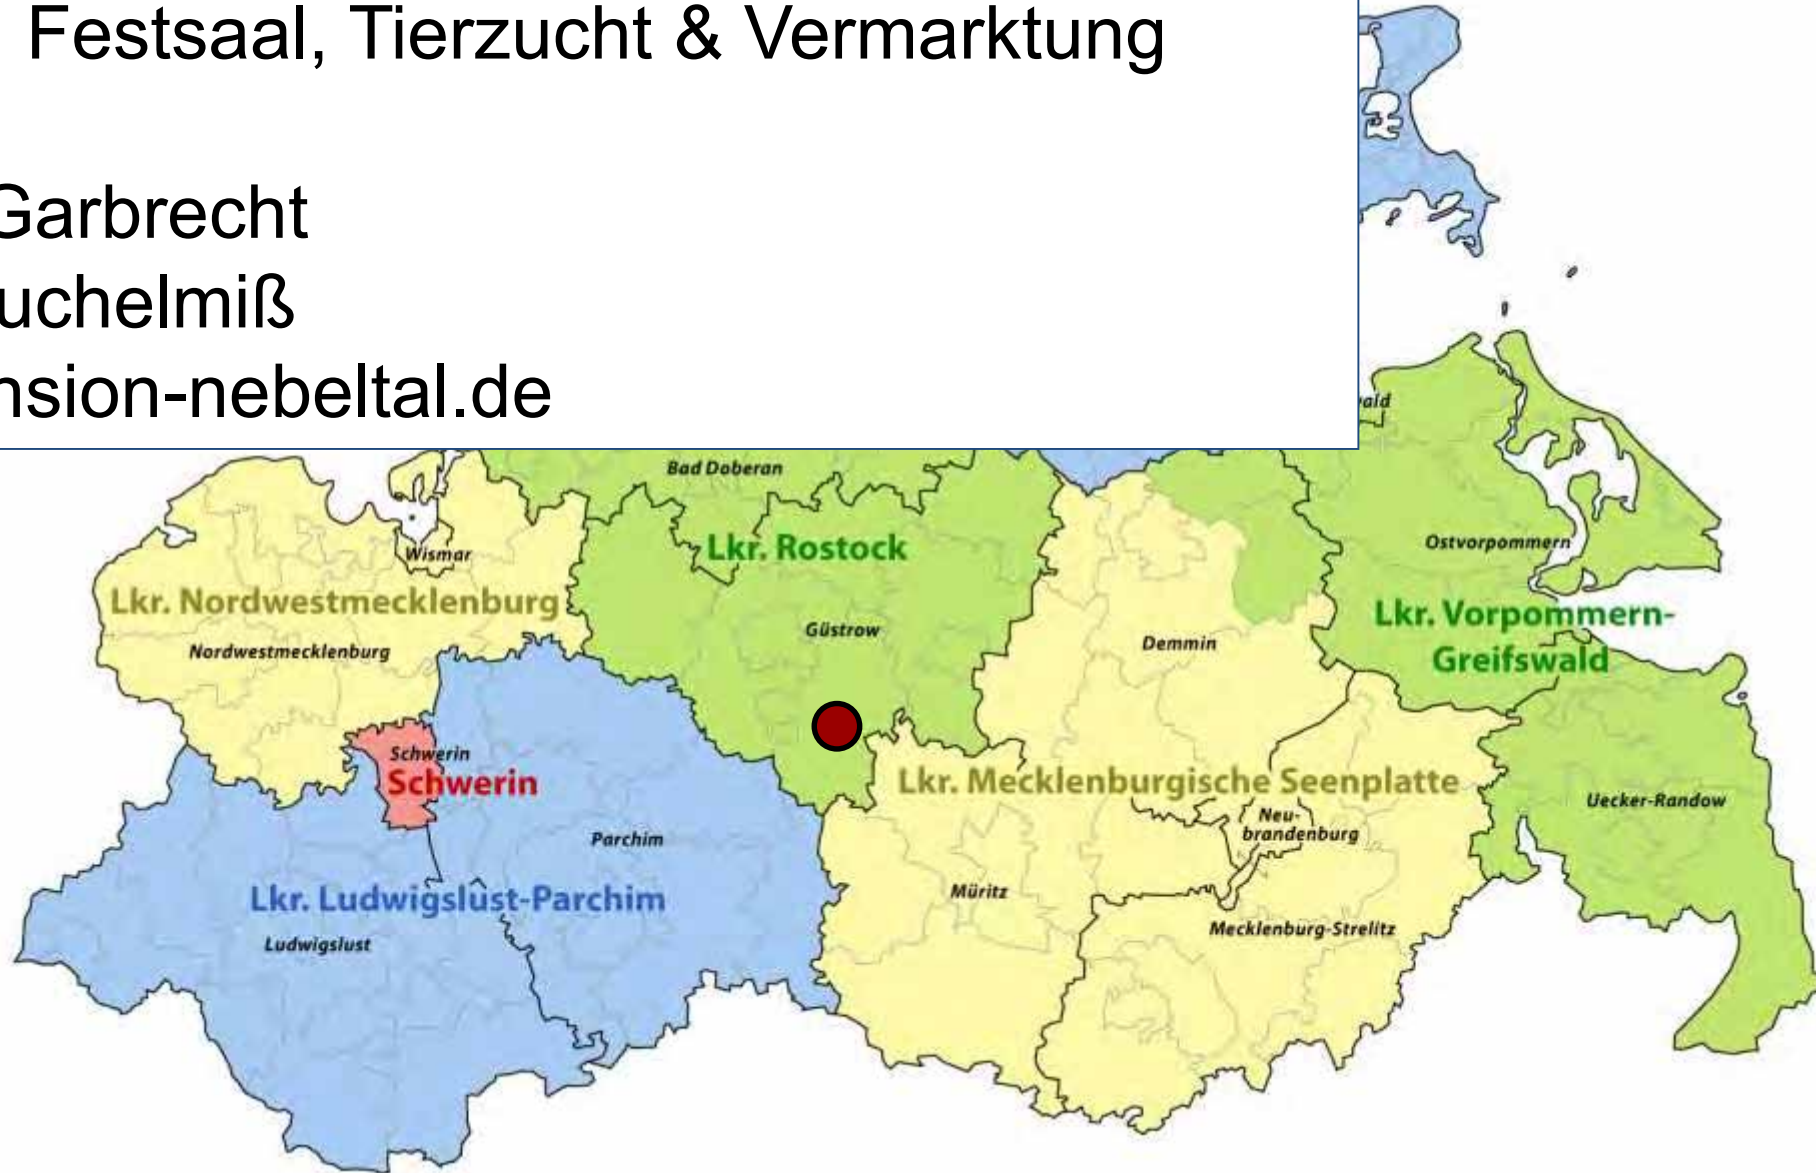 Festsaal, Tierzucht & Vermarktung
Garbrecht
uchelmiß
nsion-nebeltal.de
ald
Bad Doberan
Lkr. Rostock
Wismar
Ostvorpommern
Lkr. Nordwestmecklenburg
Güstrow
Lkr. Vorpommern-
Greifswald
Nordwestmecklenburg
Demmin
Schwerin
Schwerin
Lkr. Mecklenburgische Seenplatte
Uecker-Randow
Neu-
brandenburg
Parchim
Müritz
Lkr. Ludwigslust-Parchim
Mecklenburg-Strelitz
Ludwigslust